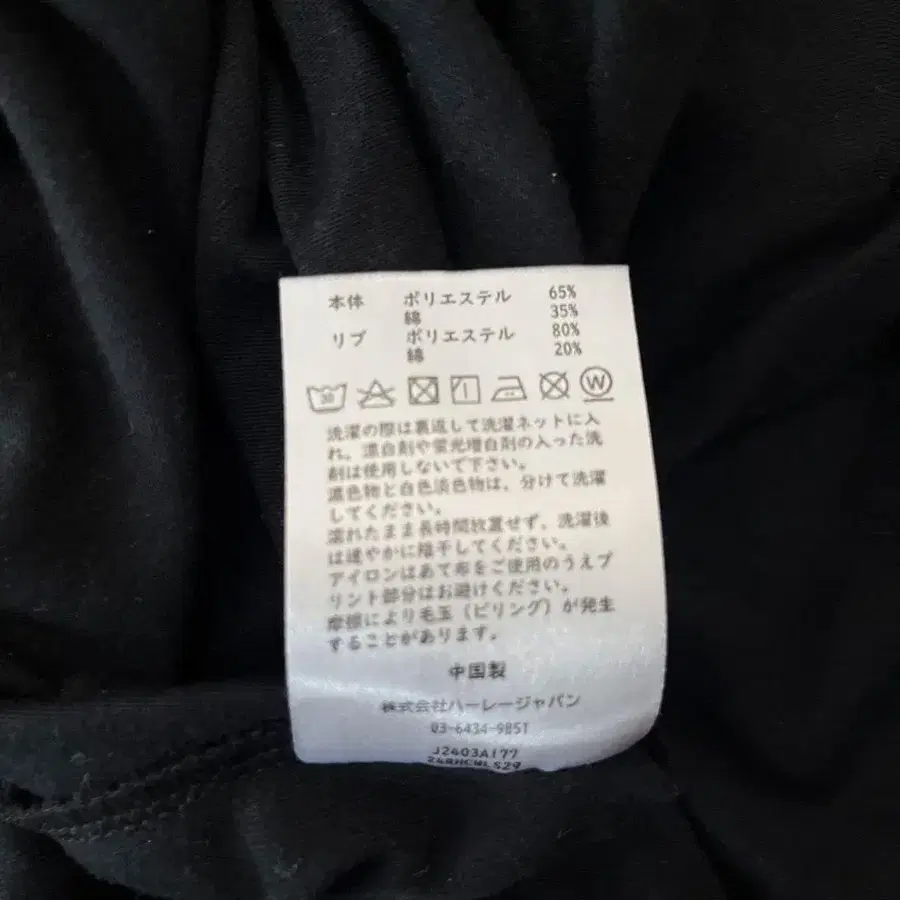 本体 ポリエステル 65%
綿 35%
リブ ポリエステル 80%
綿 20%
30 W
洗濯の際は裏返して洗濯ネットに入
れ、漂白剤や蛍光増白剤の入った洗
剤は使用しないで下さい。
濃色物と白色淡色物は、分けて洗濯
してください。
濡れたまま長時間放置せず、洗濯後
は速やかに陰干してください。
アイロンはあて布をご使用のうえプ
リント部分はお避けください。
摩擦により毛玉（ピリング）が発生
することがあります。
中国製
株式会社ハーレージャパン
03-6434-9851
J2403A177